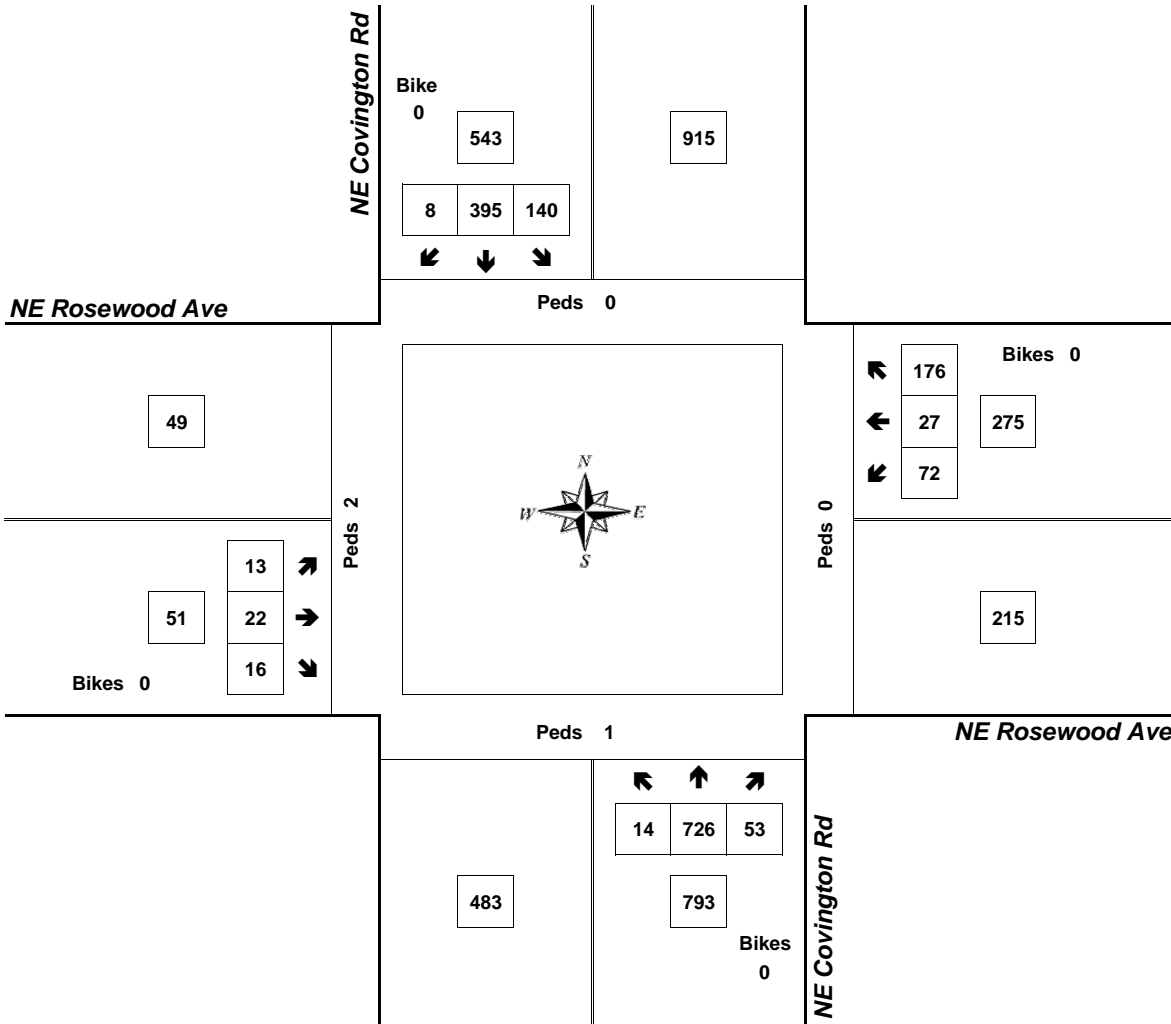 NE Covington Rd
Bike
0
543
915
8 395 140
Peds 0
NE Rosewood Ave
176
Bikes 0
49
27
275
72
N
W E
S
Peds 2
Peds 0
13
51
22
215
16
Bikes 0
Peds 1
NE Rosewood Ave
14 726 53
NE Covington Rd
483
793
Bikes
0